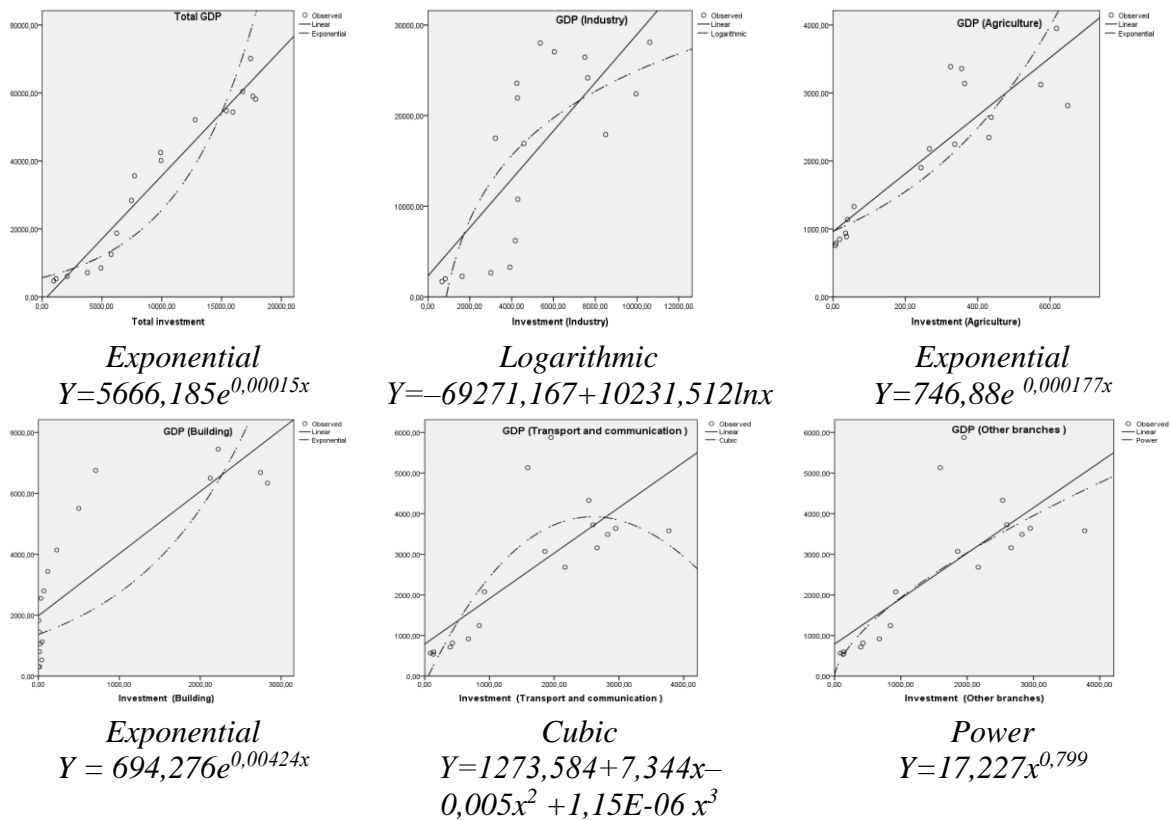 Total GDP
Observed
Linear
Exponential
80000,00
60000,00
40000,00
20000,00
0,00
0,00 5000,00 10000,00 15000,00 20000,00
Total investment
GDP (Industry)
Observed
Linear
Logarithmic
30000,00
20000,00
10000,00
0,00
0,00 2000,00 4000,00 6000,00 8000,00 10000,00 12000,00
Investment (Industry)
GDP (Agriculture)
Observed
Linear
Exponential
4000,00
3000,00
2000,00
1000,00
0,00
0,00 200,00 400,00 600,00
Investment (Agriculture)
Exponential
Y=5666,185e^0,00015x
Logarithmic
Y=–69271,167+10231,512lnx
Exponential
Y=746,88e^0,000177x
GDP (Building)
Observed
Linear
Exponential
8000,00
6000,00
4000,00
2000,00
0,00
0,00 1000,00 2000,00 3000,00
Investment (Building)
GDP (Transport and communication )
Observed
Linear
Cubic
6000,00
5000,00
4000,00
3000,00
2000,00
1000,00
0,00
0,00 1000,00 2000,00 3000,00 4000,00
Investment (Transport and communication )
GDP (Other branches )
Observed
Linear
Power
6000,00
5000,00
4000,00
3000,00
2000,00
1000,00
0,00
0,00 1000,00 2000,00 3000,00 4000,00
Investment (Other branches )
Exponential
Y = 694,276e^0,00424x
Cubic
Y=1273,584+7,344x–
0,005x² +1,15E-06 x³
Power
Y=17,227x^0,799